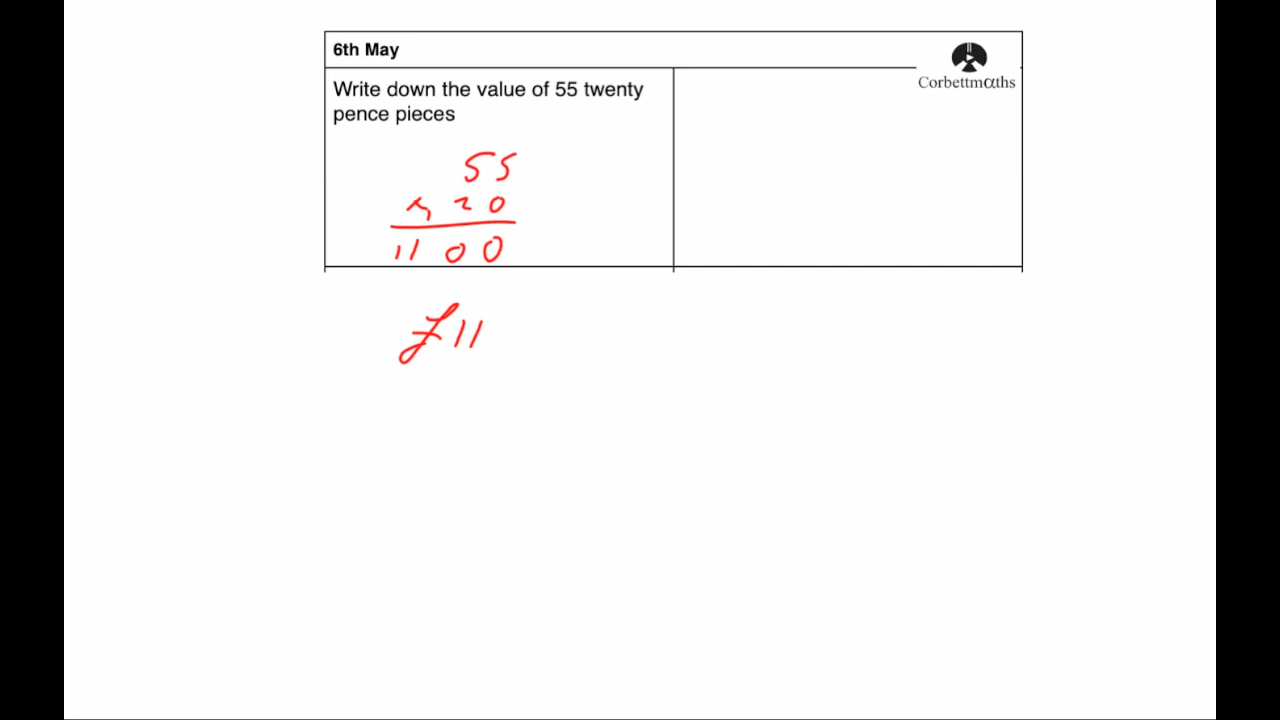 6th May
Corbettmαths
Write down the value of 55 twenty
pence pieces
55
× 20
1100
£11